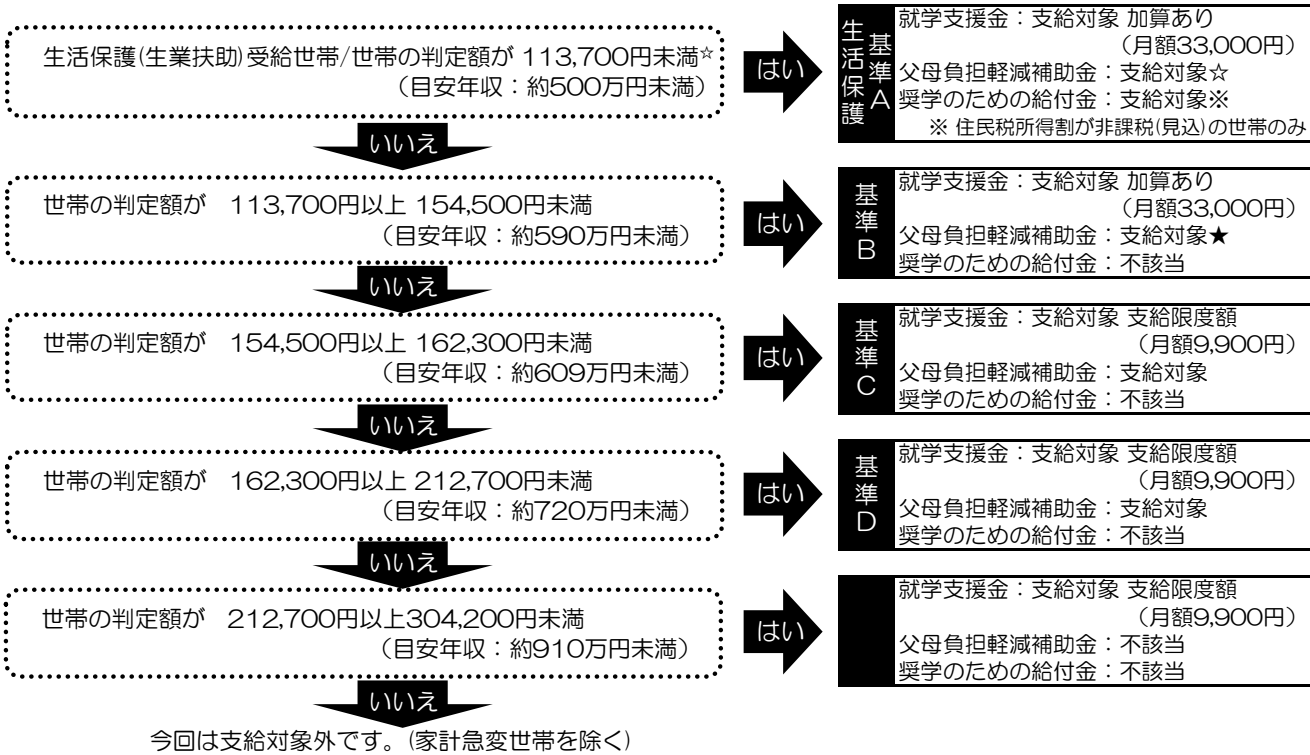 生活保護(生業扶助)受給世帯/世帯の判定額が 113,700円未満☆
(目安年収：約500万円未満)
はい
生活保護
基準A
就学支援金：支給対象 加算あり
(月額33,000円)
父母負担軽減補助金：支給対象☆
奨学のための給付金：支給対象※
※ 住民税所得割が非課税(見込)の世帯のみ
いいえ
世帯の判定額が 113,700円以上 154,500円未満
(目安年収：約590万円未満)
はい
基準B
就学支援金：支給対象 加算あり
(月額33,000円)
父母負担軽減補助金：支給対象★
奨学のための給付金：不該当
いいえ
世帯の判定額が 154,500円以上 162,300円未満
(目安年収：約609万円未満)
はい
基準C
就学支援金：支給対象 支給限度額
(月額9,900円)
父母負担軽減補助金：支給対象
奨学のための給付金：不該当
いいえ
世帯の判定額が 162,300円以上 212,700円未満
(目安年収：約720万円未満)
はい
基準D
就学支援金：支給対象 支給限度額
(月額9,900円)
父母負担軽減補助金：支給対象
奨学のための給付金：不該当
いいえ
世帯の判定額が 212,700円以上304,200円未満
(目安年収：約910万円未満)
はい
就学支援金：支給対象 支給限度額
(月額9,900円)
父母負担軽減補助金：不該当
奨学のための給付金：不該当
いいえ
今回は支給対象外です。(家計急変世帯を除く)